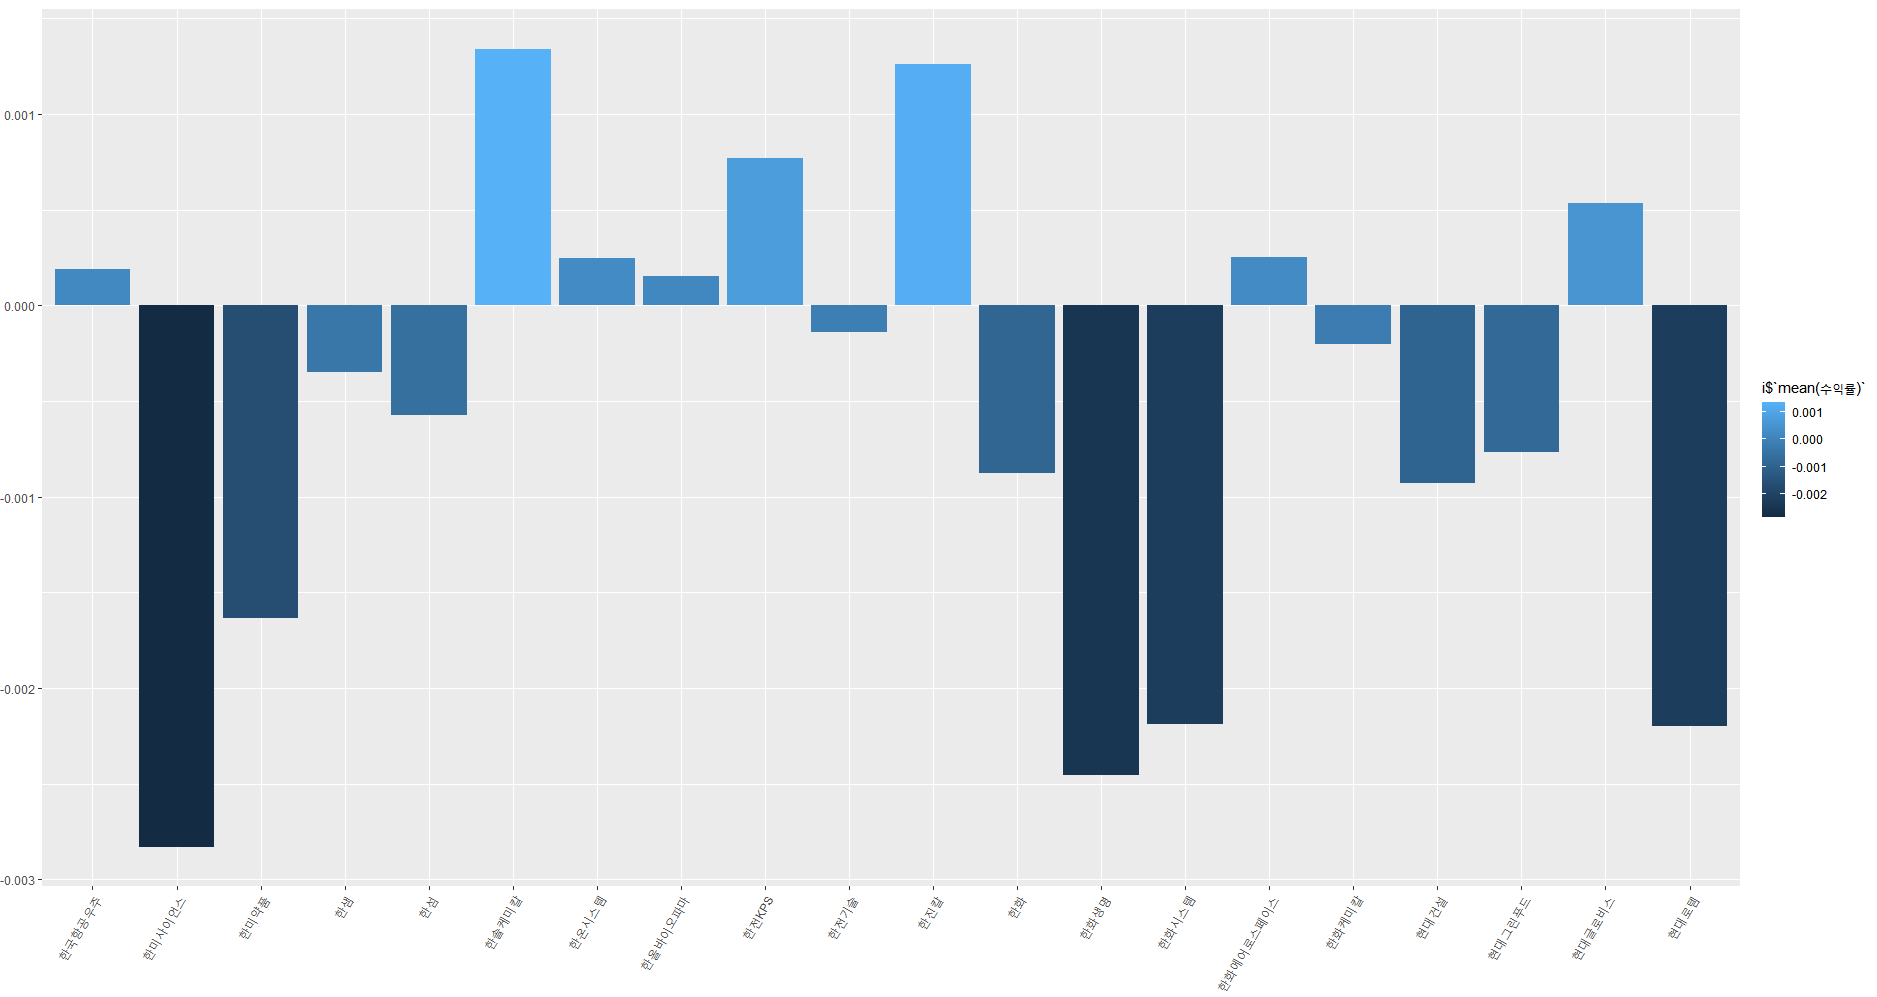 0.001
0.000
-0.001
-0.002
-0.003
한국항공우주
한미사이언스
한미약품
한샘
한섬
한솔케미칼
한온시스템
한올바이오파마
한전KPS
한전기술
한진칼
한화
한화생명
한화시스템
한화에어로스페이스
한화케미칼
현대건설
현대그린푸드
현대글로비스
현대로템
i$`mean(수익률)`
0.001
0.000
-0.001
-0.002